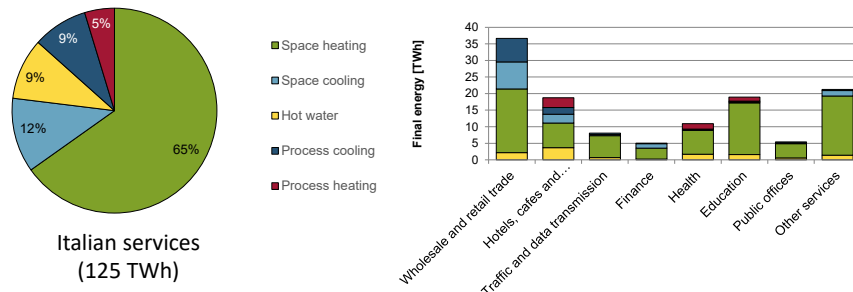 5%
9%
9%
12%
65%
Italian services
(125 TWh)
Space heating
Space cooling
Hot water
Process cooling
Process heating
Final energy [TWh]
40
35
30
25
20
15
10
5
0
Wholesale and retail trade
Hotels, cafes and...
Traffic and data transmission
Finance
Health
Education
Public offices
Other services